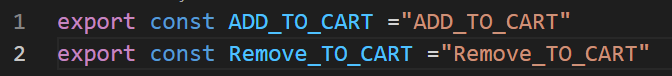 1 export const ADD_TO_CART ="ADD_TO_CART"
2 export const Remove_TO_CART ="Remove_TO_CART"